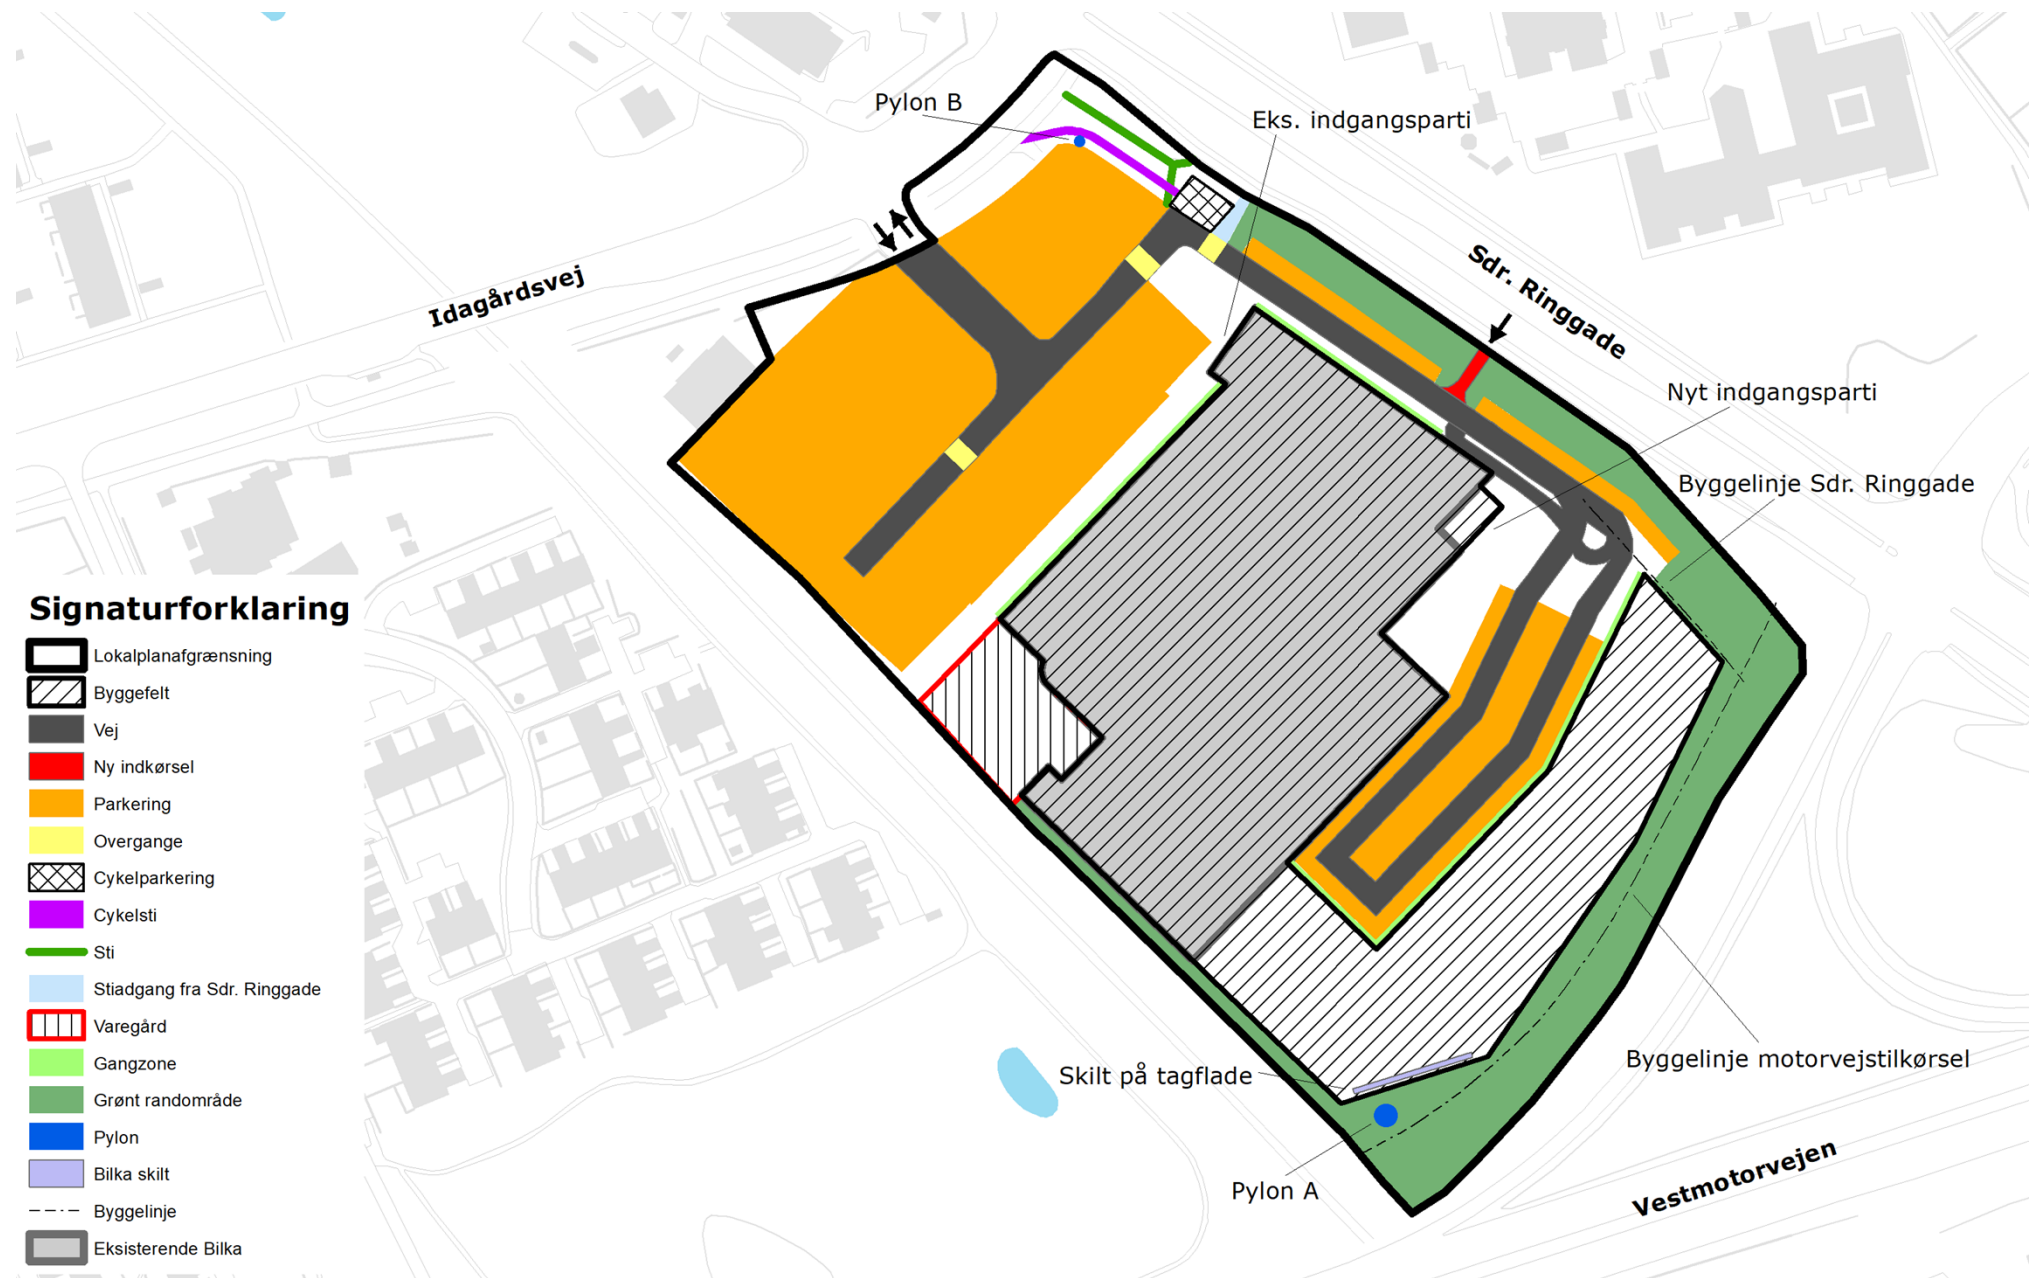 Pylon B
Eks. indgangsparti
Sdr. Ringgade
Idagårdsvej
Nyt indgangsparti
Byggelinje Sdr. Ringgade
Signaturforklaring
Lokalplanafgrænsning
Byggefelt
Vej
Ny indkørsel
Parkering
Overgange
Cykelparkering
Cykelsti
Sti
Stiadgang fra Sdr. Ringgade
Varegård
Gangzone
Grønt randområde
Pylon
Bilka skilt
Byggelinje
Eksisterende Bilka
Byggelinje motorvejstilkørsel
Skilt på tagflade
Pylon A
Vestmotorvejen